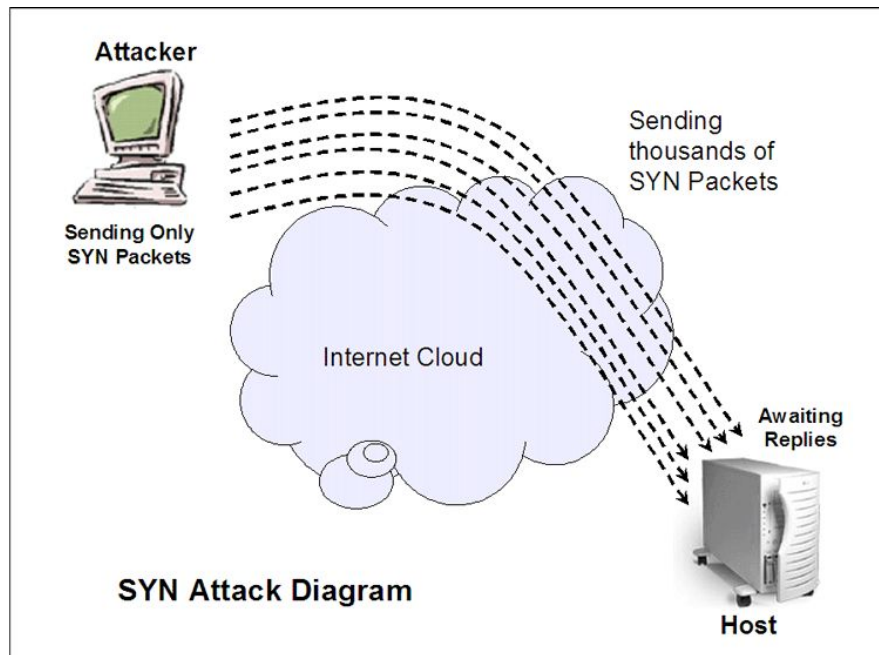 Attacker
Sending Only
SYN Packets
Sending
thousands of
SYN Packets
Internet Cloud
Awaiting
Replies
SYN Attack Diagram
Host